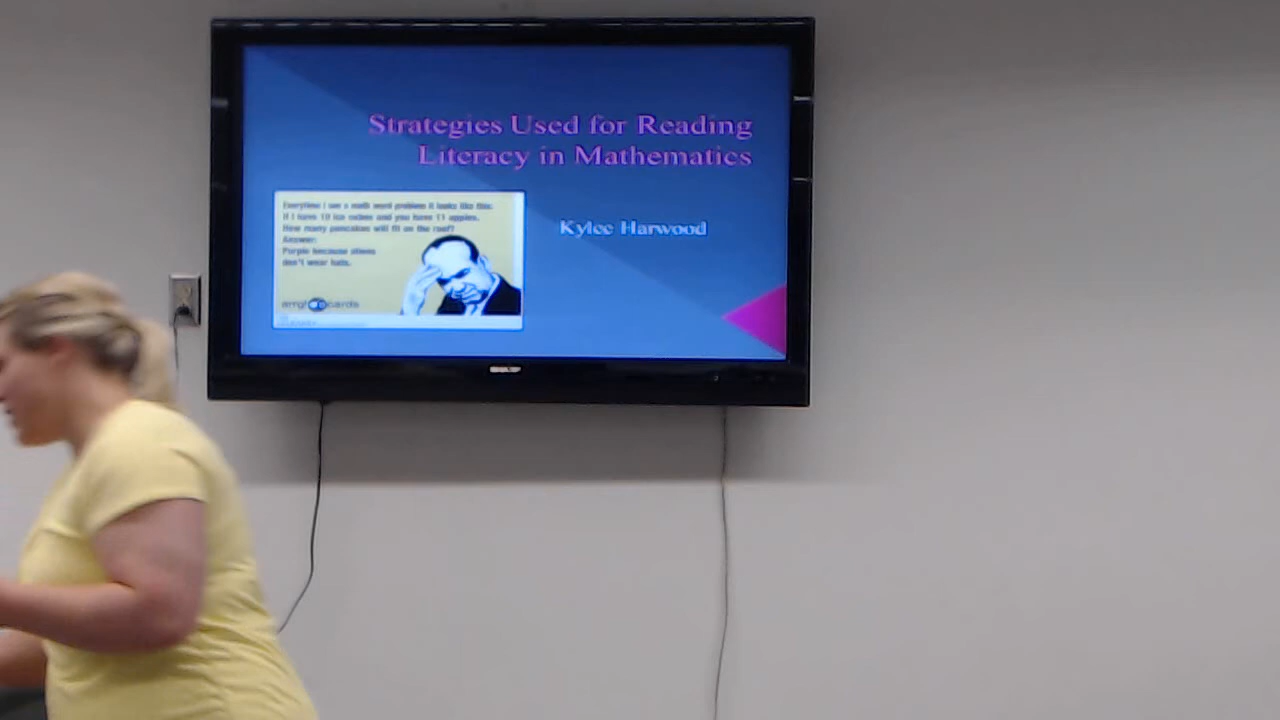 Strategies Used for Reading
Literacy in Mathematics
Kylee Harwood
Everytime I see a math word problem it looks like this:
If I have 10 ice cubes and you have 11 apples.
How many pancakes will fit on the roof?
Answer:
Purple because aliens
don't wear hats.
cards